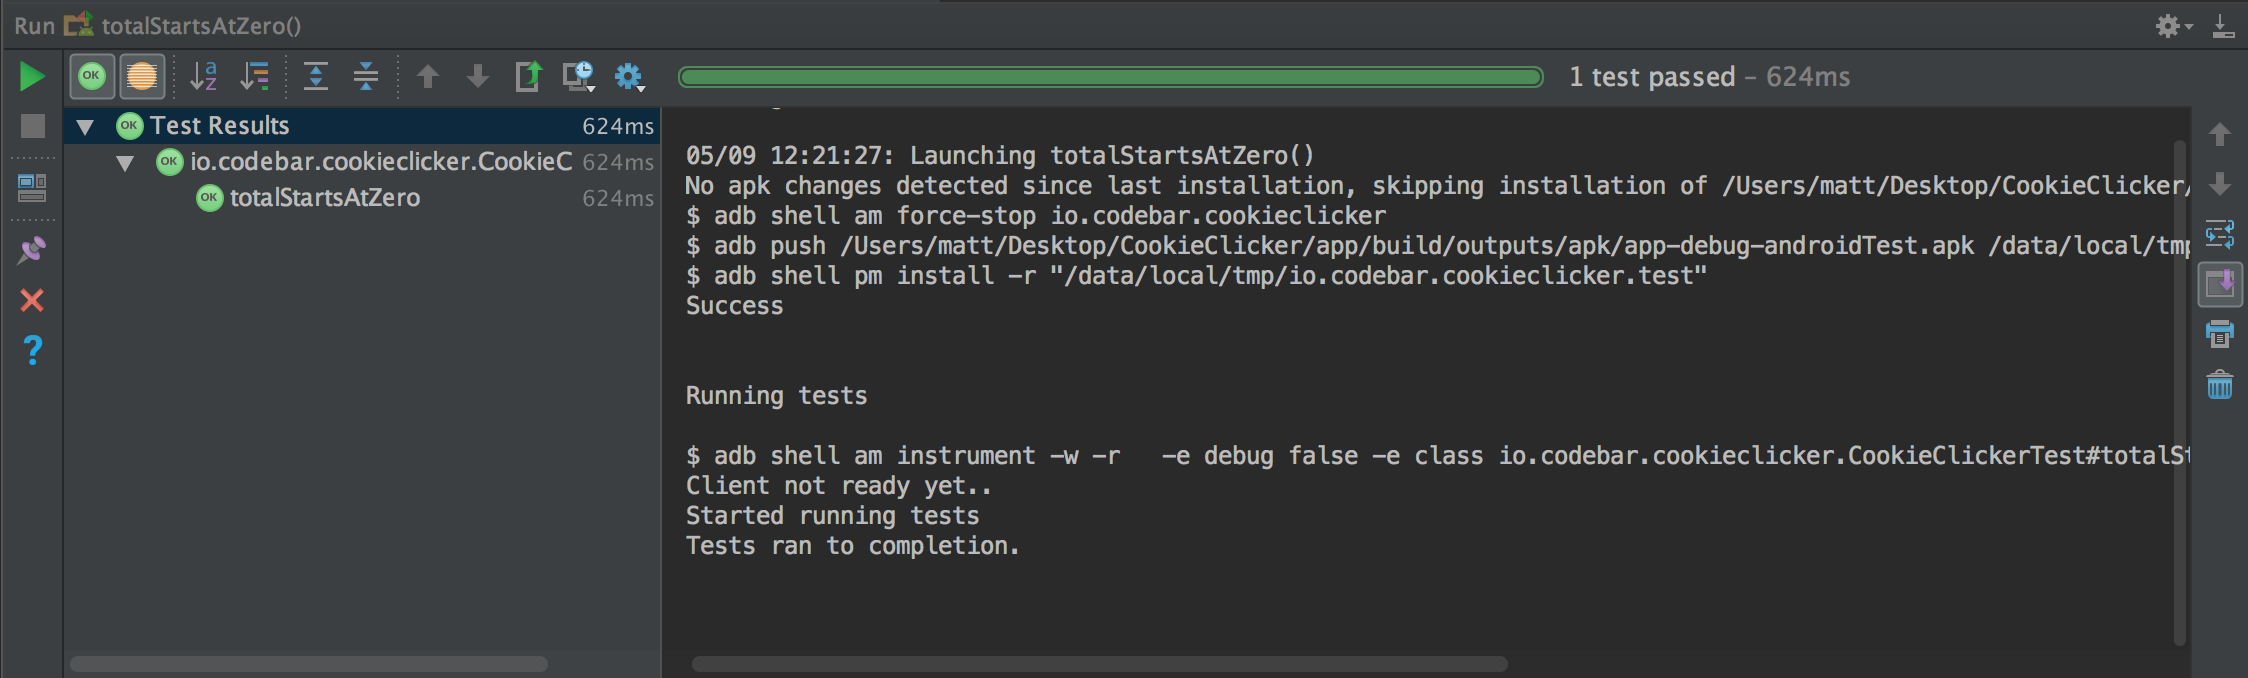 Run totalStartsAtZero()
OK
a
z
1 test passed – 624ms
OK Test Results 624ms
OK io.codebar.cookieclicker.CookieC 624ms
OK totalStartsAtZero 624ms
05/09 12:21:27: Launching totalStartsAtZero()
No apk changes detected since last installation, skipping installation of /Users/matt/Desktop/CookieClicker/
$ adb shell am force-stop io.codebar.cookieclicker
$ adb push /Users/matt/Desktop/CookieClicker/app/build/outputs/apk/app-debug-androidTest.apk /data/local/tmp
$ adb shell pm install -r "/data/local/tmp/io.codebar.cookieclicker.test"
Success
Running tests
$ adb shell am instrument -w -r   -e debug false -e class io.codebar.cookieclicker.CookieClickerTest#totalSt
Client not ready yet..
Started running tests
Tests ran to completion.
?